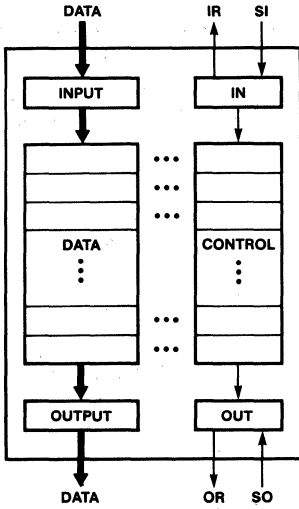 DATA IR SI
INPUT IN
DATA CONTROL
OUTPUT OUT
DATA OR SO